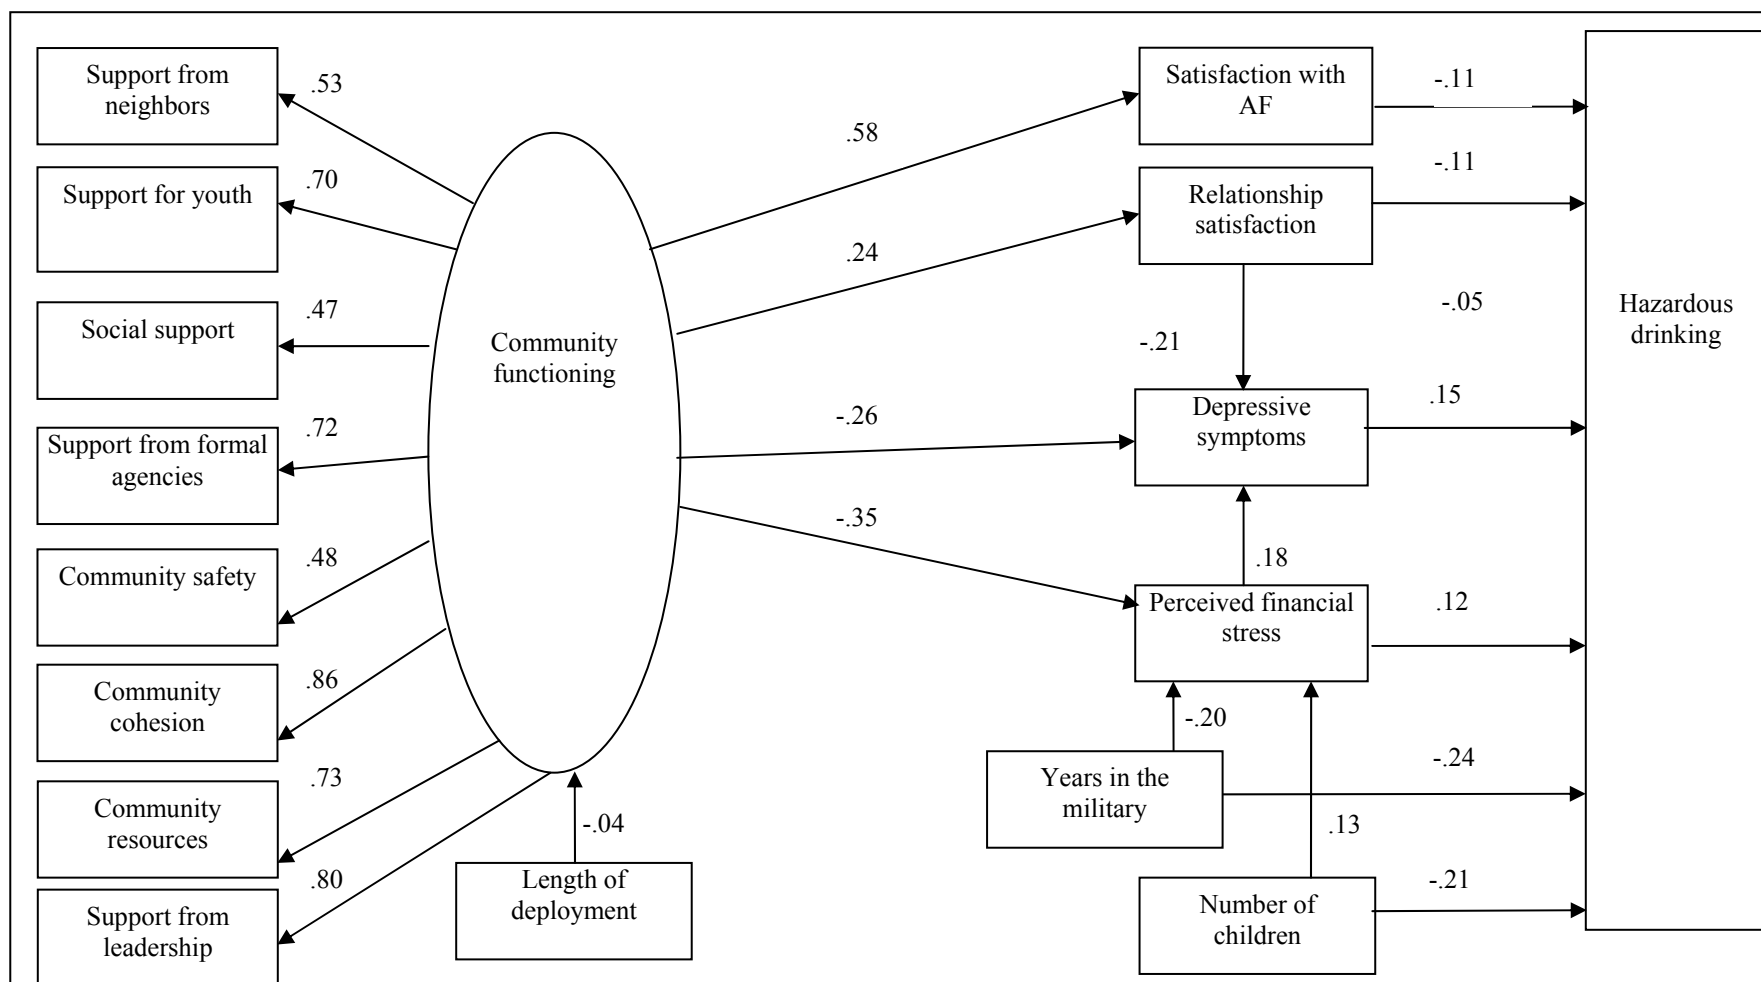 Support from
neighbors
.53
Support for youth
.70
Social support
.47
Support from formal
agencies
.72
Community safety
.48
Community
cohesion
.86
Community
resources
.73
Support from
leadership
.80
Community
functioning
Length of
deployment
-.04
.58
.24
-.26
-.35
Satisfaction with
AF
-.11
Relationship
satisfaction
-.11
-.05
-.21
Depressive
symptoms
.15
.18
Perceived financial
stress
.12
-.20
Years in the
military
-.24
.13
Number of
children
-.21
Hazardous
drinking